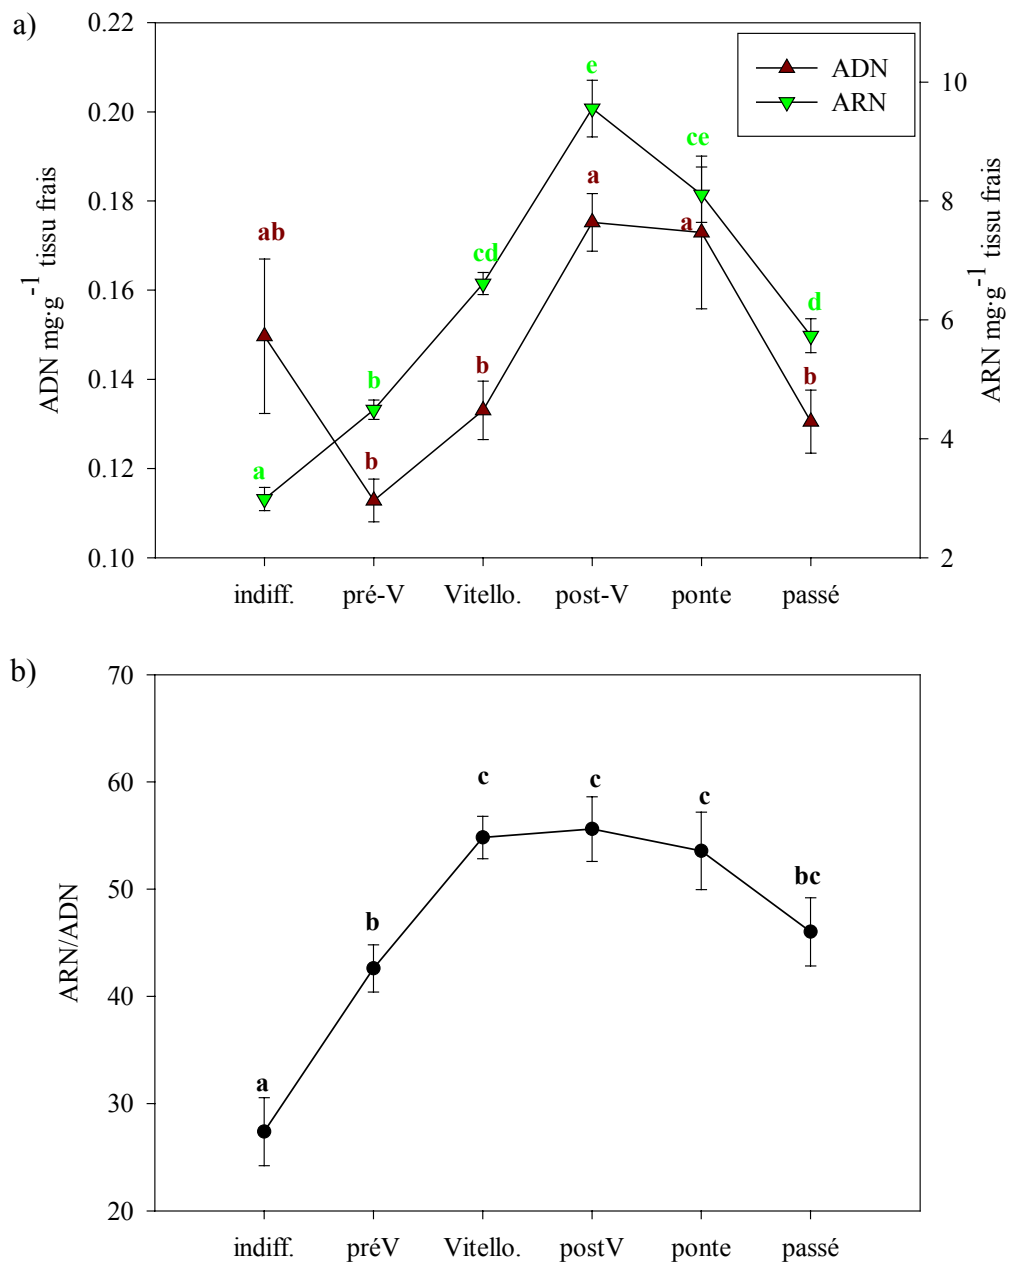 a)
0.22
0.20
0.18
0.16
0.14
0.12
0.10
ADN mg·g⁻¹ tissu frais
10
8
6
4
2
ARN mg·g⁻¹ tissu frais
ADN
ARN
e
ce
a
ab
a
cd
d
b
b
b
b
a
indiff. pré-V Vitello. post-V ponte passé
b)
70
60
50
40
30
20
ARN/ADN
c
c
c
bc
b
a
indiff. préV Vitello. postV ponte passé